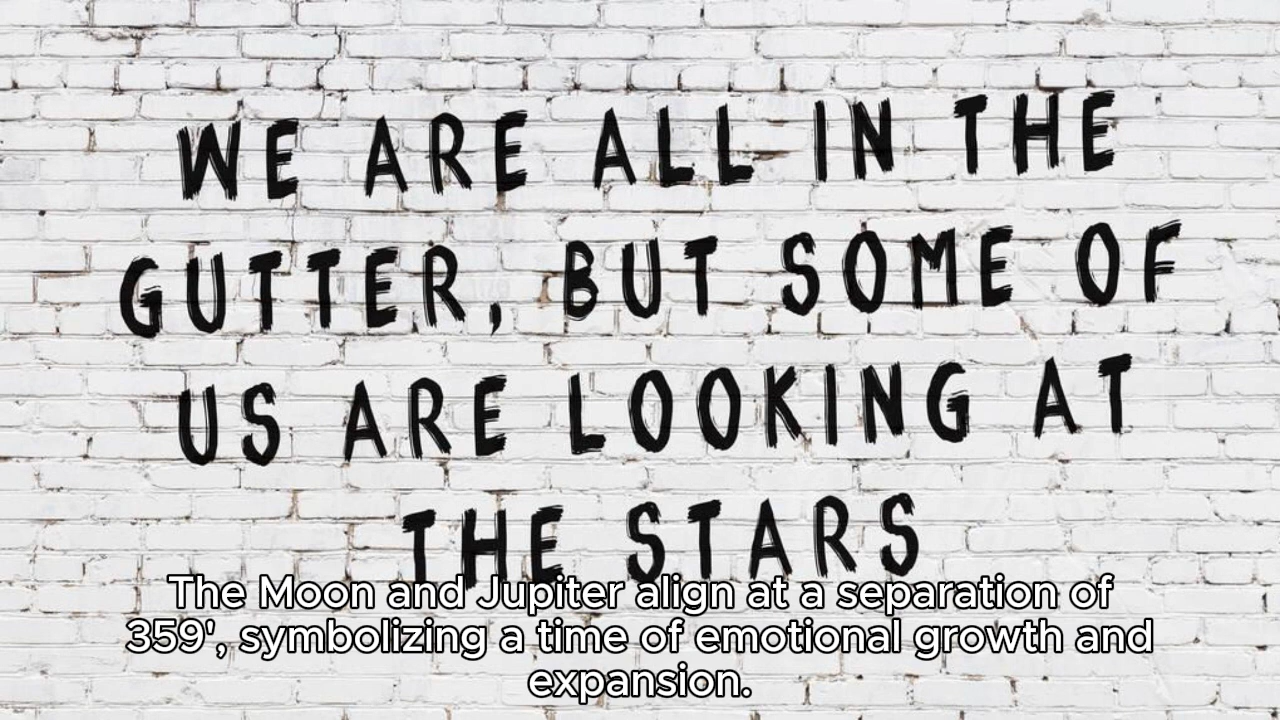 WE ARE ALL IN THE
GUTTER, BUT SOME OF
US ARE LOOKING AT
THE STARS
The Moon and Jupiter align at a separation of
359', symbolizing a time of emotional growth and
expansion.